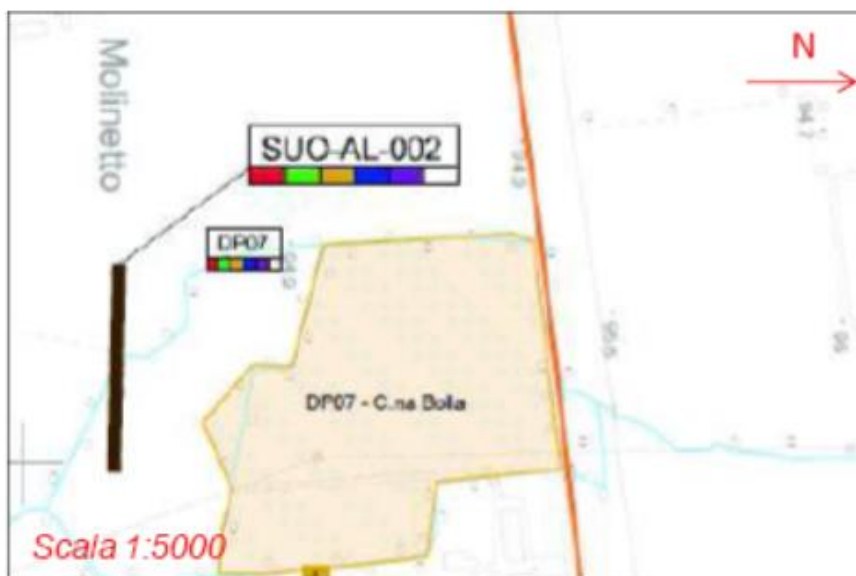 N
Molinetto
SUO-AL-002
DP07
DP07 - C.na Bolla
Scala 1:5000